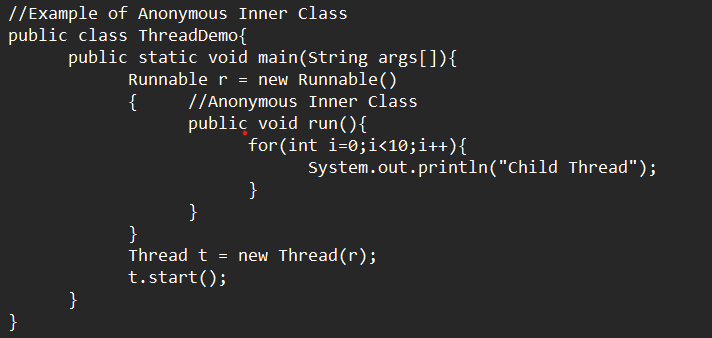 //Example of Anonymous Inner Class
public class ThreadDemo{
      public static void main(String args[]){
            Runnable r = new Runnable()
            {     //Anonymous Inner Class
                  public void run(){
                        for(int i=0;i<10;i++){
                              System.out.println("Child Thread");
                        }
                  }
            }
            Thread t = new Thread(r);
            t.start();
      }
}